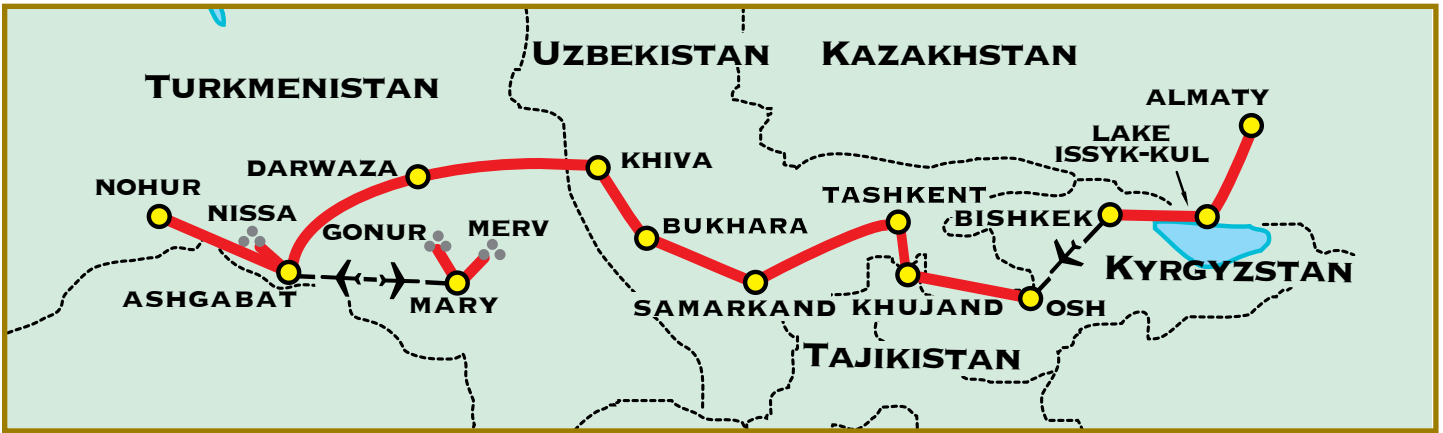 UZBEKISTAN
KAZAKHSTAN
TURKMENISTAN
ALMATY
LAKE
ISSYK-KUL
DARWAZA
KHIVA
NOHUR
TASHKENT
NISSA
GONUR
MERV
BUKHARA
BISHKEK
KYRGYZSTAN
ASHGABAT
MARY
SAMARKAND
KHUJAND
OSH
TAJIKISTAN